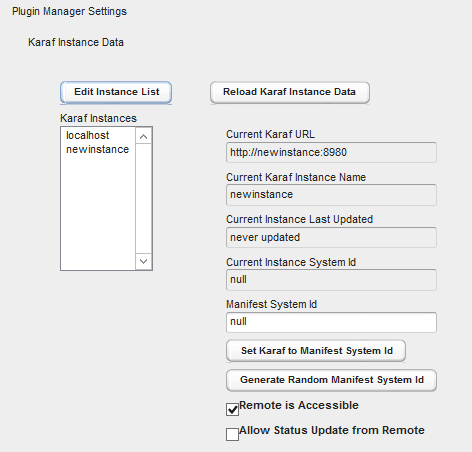 Plugin Manager Settings
Karaf Instance Data
Edit Instance List
Reload Karaf Instance Data
Karaf Instances
localhost
newinstance
Current Karaf URL
http://newinstance:8980
Current Karaf Instance Name
newinstance
Current Instance Last Updated
never updated
Current Instance System Id
null
Manifest System Id
null
Set Karaf to Manifest System Id
Generate Random Manifest System Id
Remote is Accessible
Allow Status Update from Remote